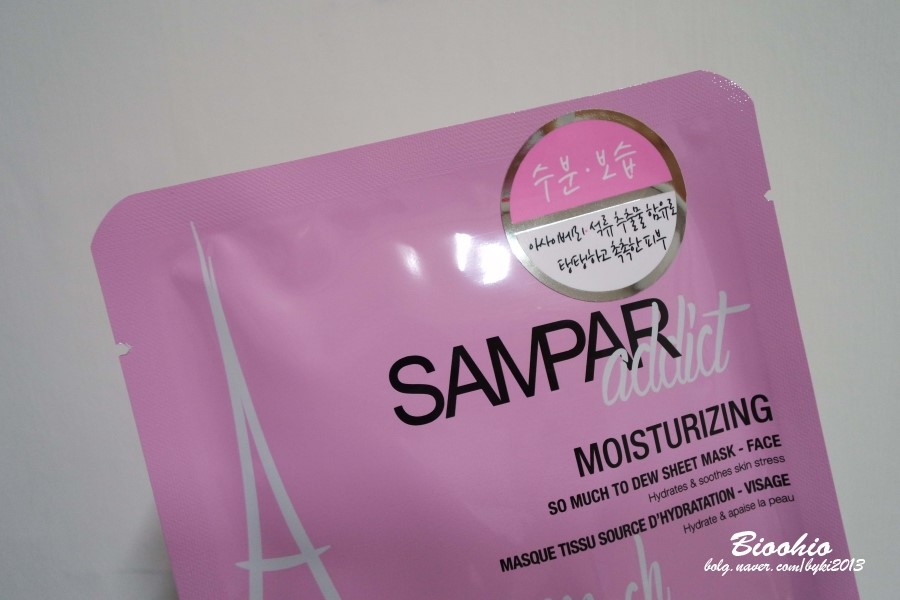 수분·보습
아사이베리·석류 추출물 함유로
탱탱하고 촉촉한 피부
SAMPAR
addict
MOISTURIZING
SO MUCH TO DEW SHEET MASK - FACE
Hydrates & soothes skin stress
MASQUE TISSU SOURCE D'HYDRATATION - VISAGE
Hydrate & apaise la peau
Bioohio
bolg.naver.com/byki2013